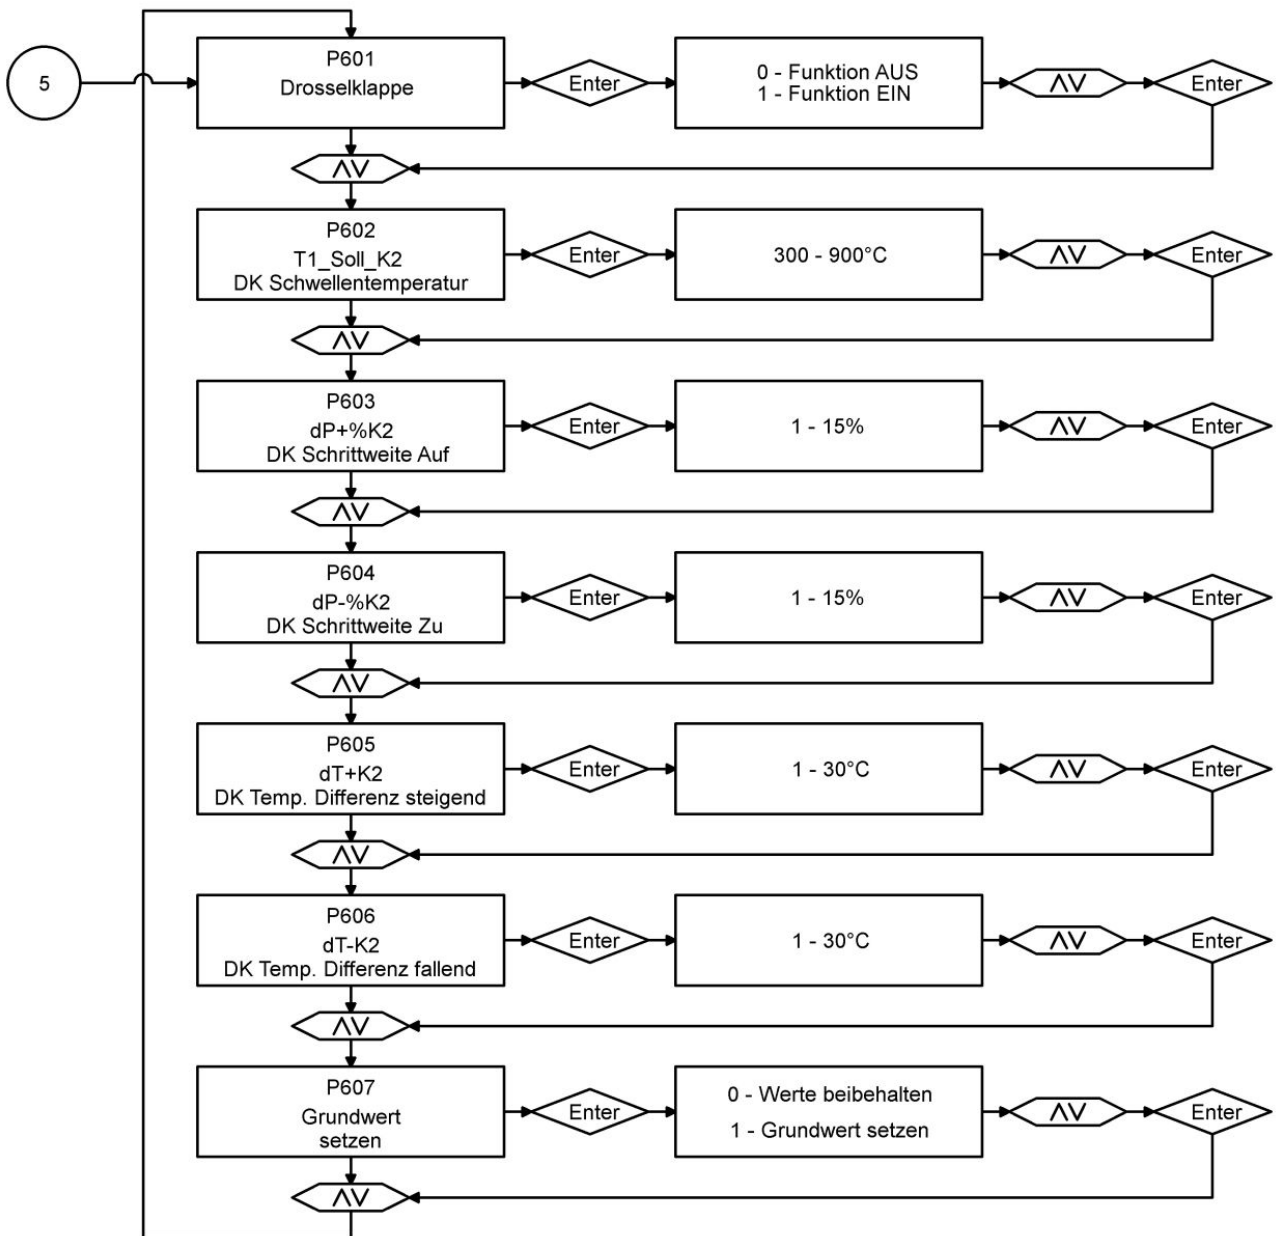 5
P601
Drosselklappe
Enter
0 - Funktion AUS
1 - Funktion EIN
ΛV
Enter
ΛV
P602
T1_Soll_K2
DK Schwellentemperatur
Enter
300 - 900°C
ΛV
Enter
ΛV
P603
dP+%K2
DK Schrittweite Auf
Enter
1 - 15%
ΛV
Enter
ΛV
P604
dP-%K2
DK Schrittweite Zu
Enter
1 - 15%
ΛV
Enter
ΛV
P605
dT+K2
DK Temp. Differenz steigend
Enter
1 - 30°C
ΛV
Enter
ΛV
P606
dT-K2
DK Temp. Differenz fallend
Enter
1 - 30°C
ΛV
Enter
ΛV
P607
Grundwert
setzen
Enter
0 - Werte beibehalten
1 - Grundwert setzen
ΛV
Enter
ΛV